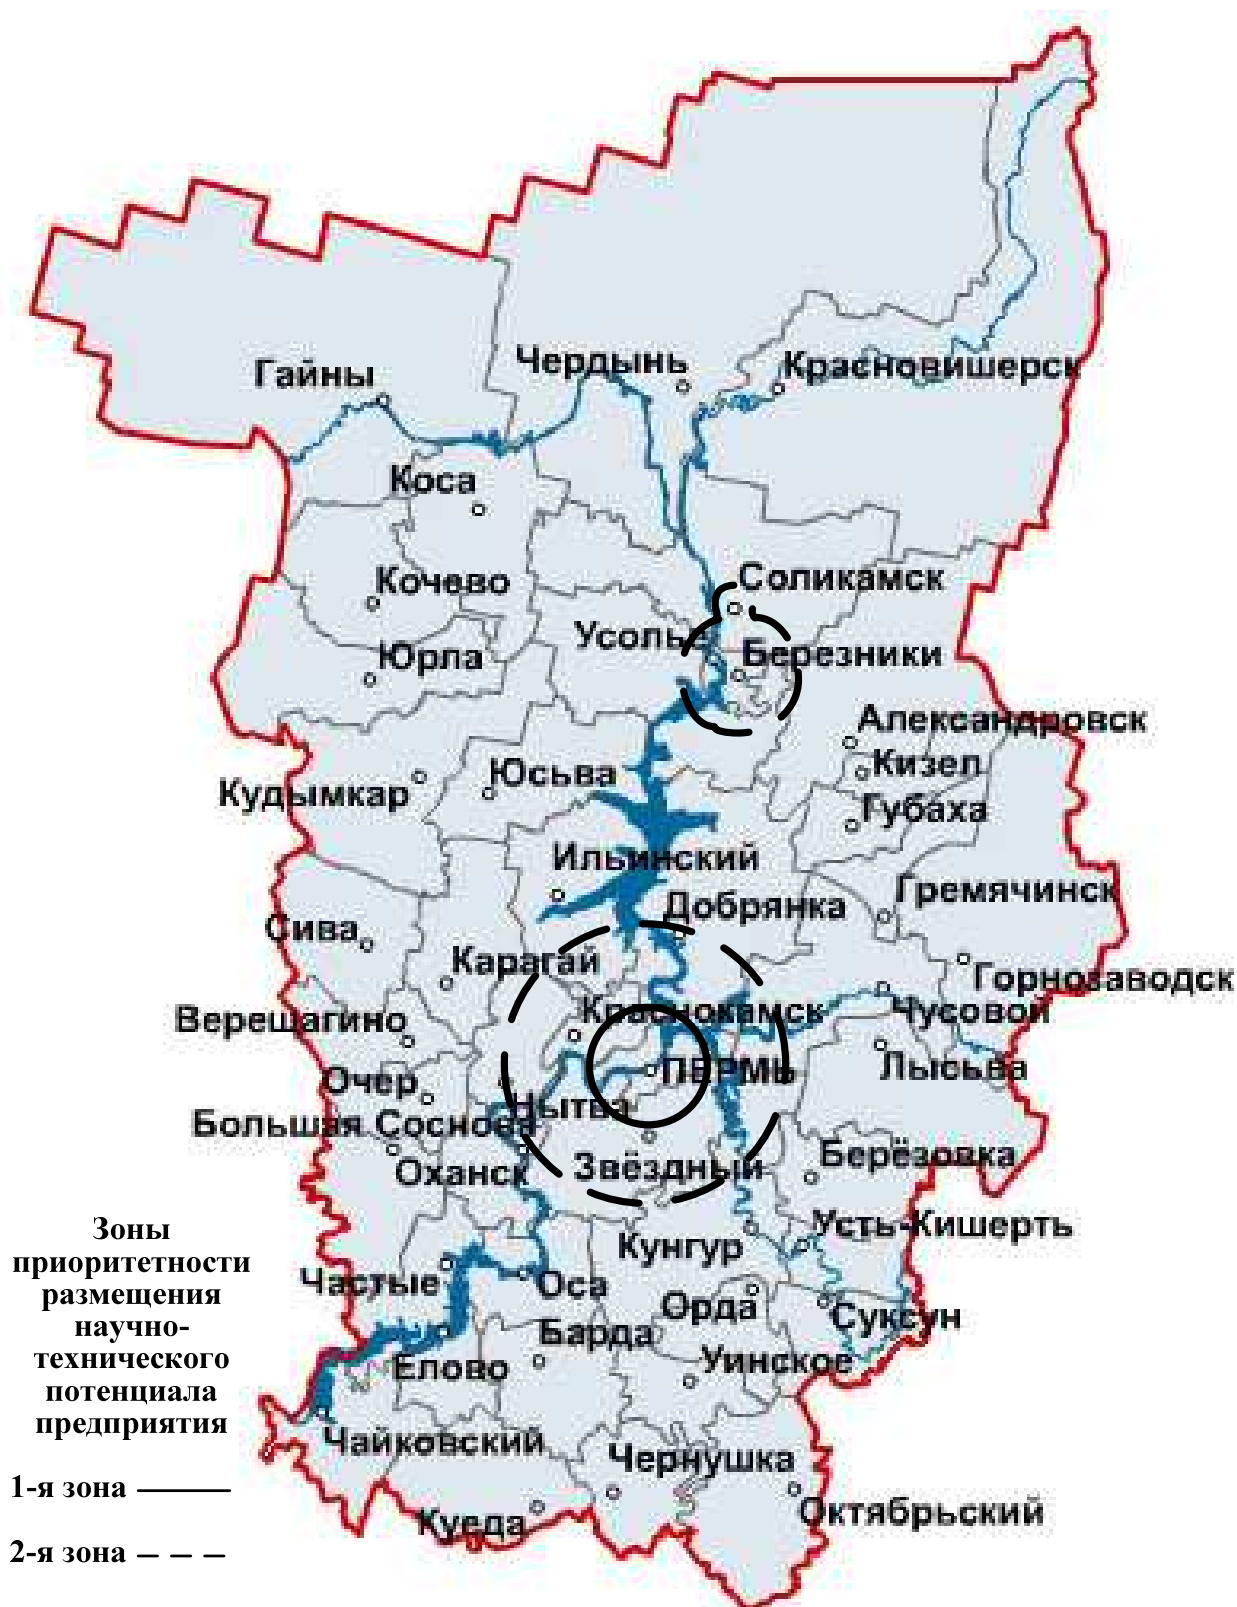 Чердынь
Красновишерск
Гайны
Коса
Соликамск
Кочево
Усолье
Березники
Юрла
Александровск
Кизел
Юсьва
Кудымкар
Губаха
Ильинский
Гремячинск
Добрянка
Сива
Карагай
Горнозаводск
Краснокамск
Чусовой
Верещагино
Лысьва
ПЕРМЬ
Очер
Нытва
Большая Соснова
Берёзовка
Звёздный
Оханск
Усть-Кишерть
Кунгур
Частые
Оса
Орда
Суксун
Барда
Уинское
Елово
Чайковский
Чернушка
Октябрьский
Куеда
Зоны
приоритетности
размещения
научно-
технического
потенциала
предприятия
1-я зона
2-я зона